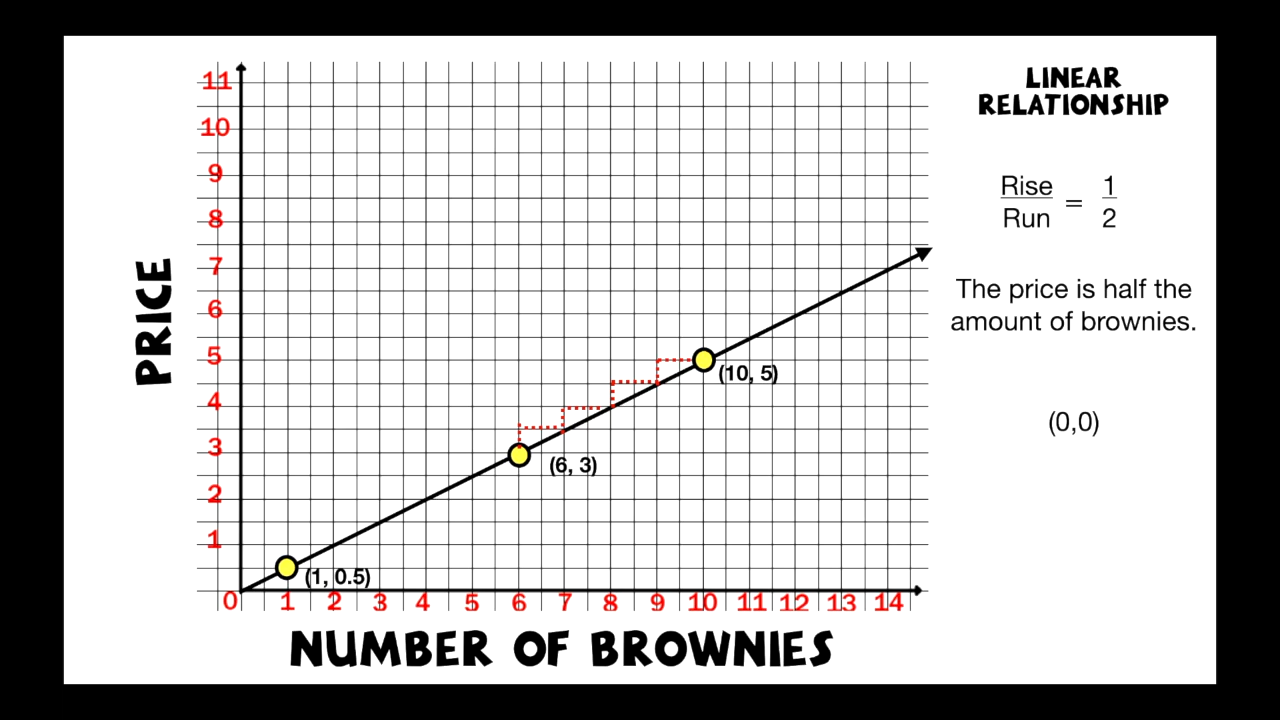 LINEAR
RELATIONSHIP
11
10
9
8
7
6
5
4
3
2
1
PRICE
(10, 5)
(6, 3)
(1, 0.5)
0 1 2 3 4 5 6 7 8 9 10 11 12 13 14
NUMBER OF BROWNIES
Rise
Run
=
1
2
The price is half the
amount of brownies.
(0,0)